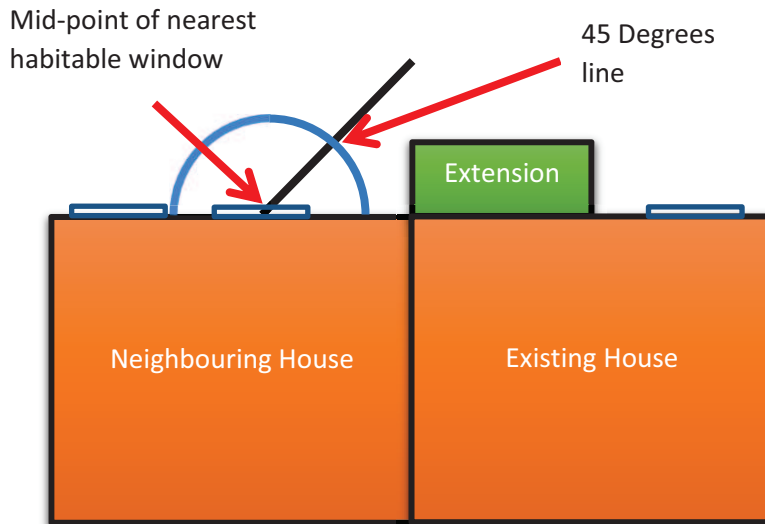 Mid-point of nearest
habitable window
45 Degrees
line
Extension
Neighbouring House
Existing House